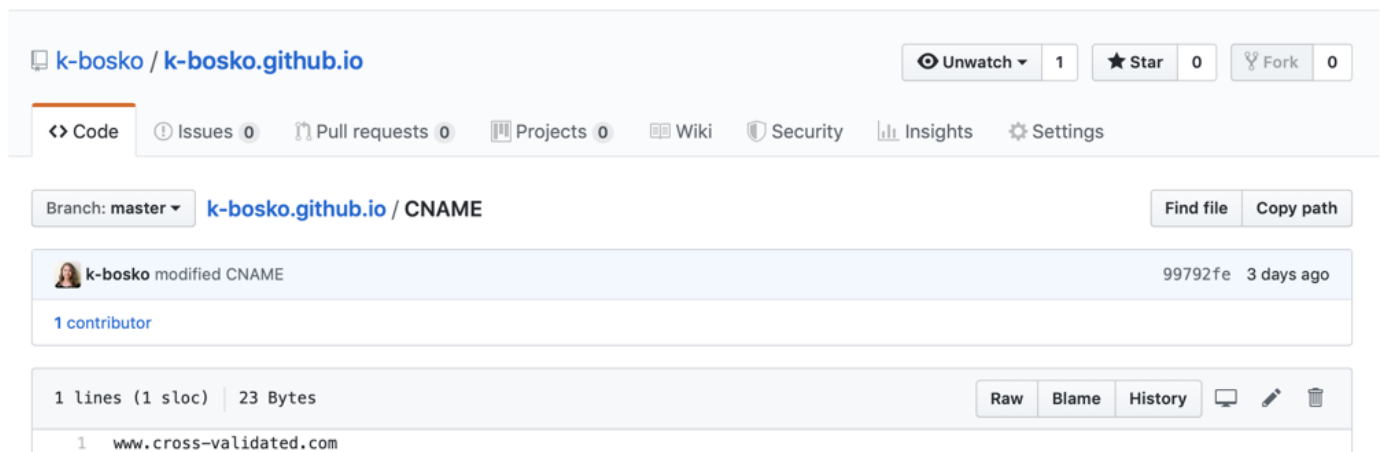 k-bosko / k-bosko.github.io Unwatch 1 Star 0 Fork 0
<> Code Issues 0 Pull requests 0 Projects 0 Wiki Security Insights Settings
Branch: master k-bosko.github.io / CNAME Find file Copy path
k-bosko modified CNAME 99792fe 3 days ago
1 contributor
1 lines (1 sloc) 23 Bytes Raw Blame History
1 www.cross-validated.com